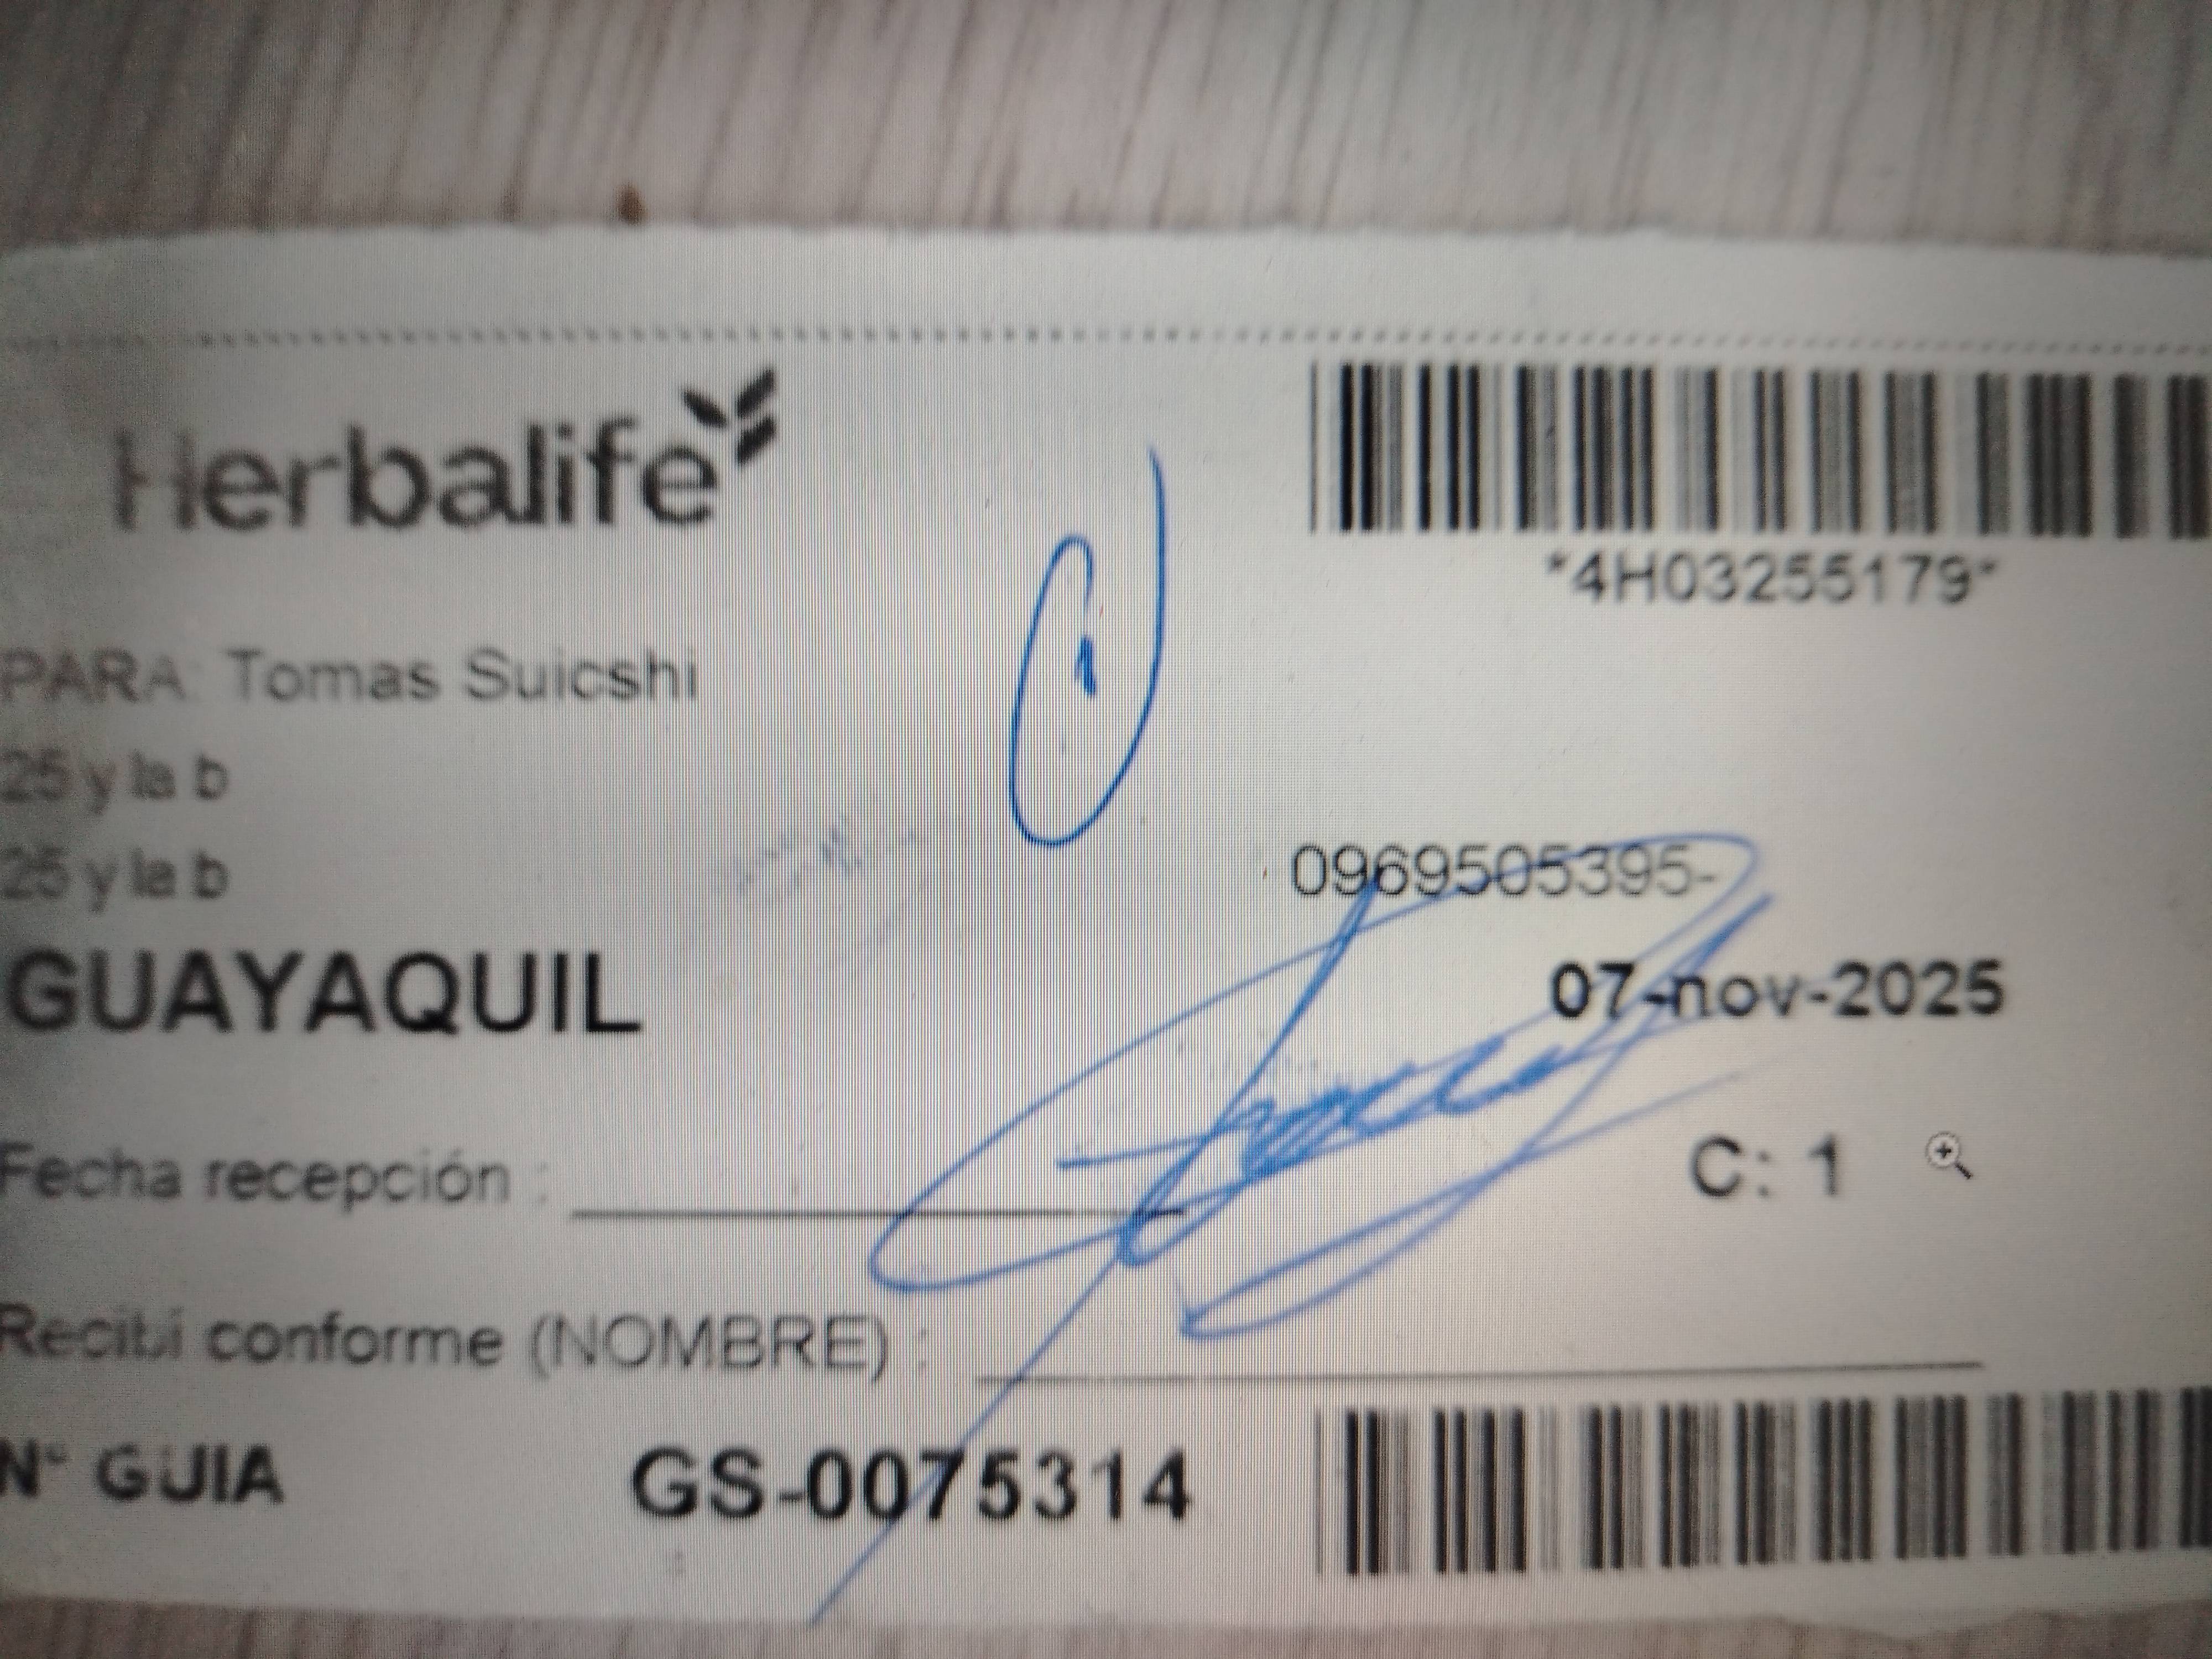 Herbalife
*4H03255179*
PARA: Tomas Suicshi
25 y la b
25 y la b
0969505395-
GUAYAQUIL
07-nov-2025
Fecha recepción :
C: 1
Recibí conforme (NOMBRE) :
N° GUIA GS-0075314